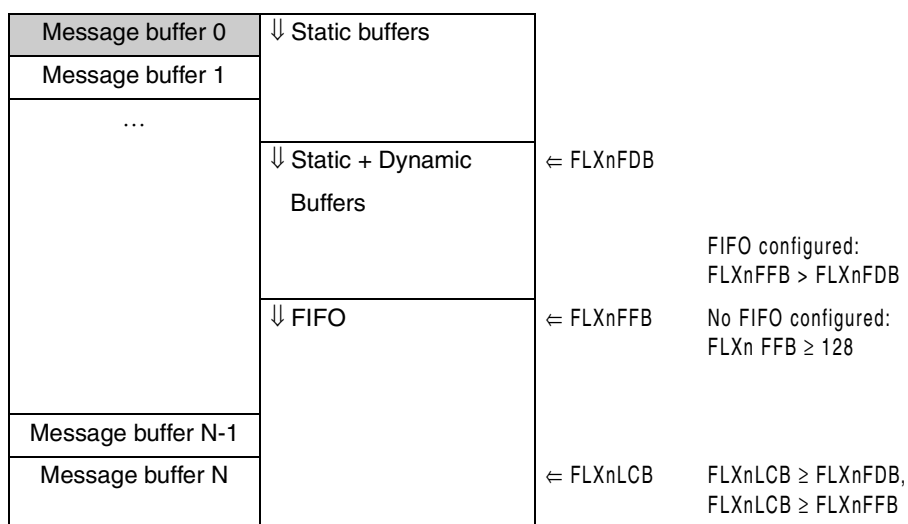 Message buffer 0 ⇓ Static buffers
Message buffer 1
…
⇓ Static + Dynamic ⇐ FLXnFDB
Buffers
FIFO configured:
FLXnFFB > FLXnFDB
⇓ FIFO ⇐ FLXnFFB No FIFO configured:
FLXn FFB ≥ 128
Message buffer N-1
Message buffer N ⇐ FLXnLCB FLXnLCB ≥ FLXnFDB,
FLXnLCB ≥ FLXnFFB